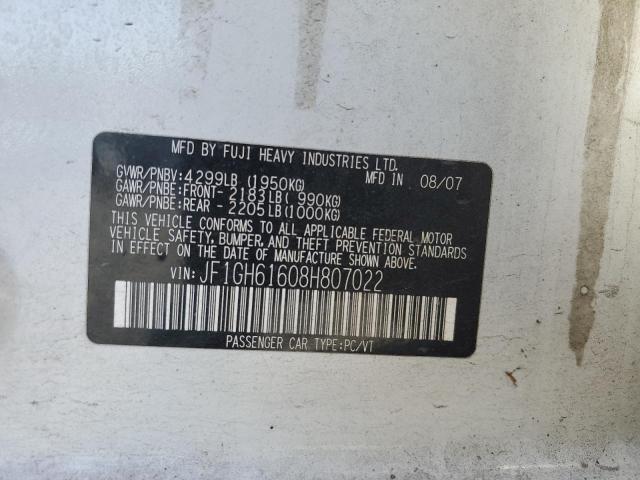 MFD BY FUJI HEAVY INDUSTRIES LTD.
GVWR/PNBV:4299LB (1950KG) MFD IN 08/07
GAWR/PNBE:FRONT-2183LB( 990KG)
GAWR/PNBE:REAR -2205LB(1000KG)
THIS VEHICLE CONFORMS TO ALL APPLICABLE FEDERAL MOTOR
VEHICLE SAFETY, BUMPER, AND THEFT PREVENTION STANDARDS
IN EFFECT ON THE DATE OF MANUFACTURE SHOWN ABOVE.
VIN: JF1GH61608H807022
PASSENGER CAR TYPE:PC/VT